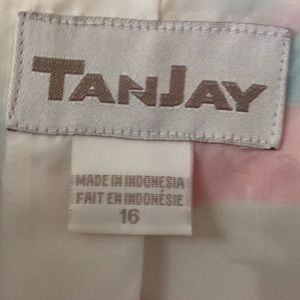 TANJAY
MADE IN INDONESIA
FAIT EN INDONÉSIE
16